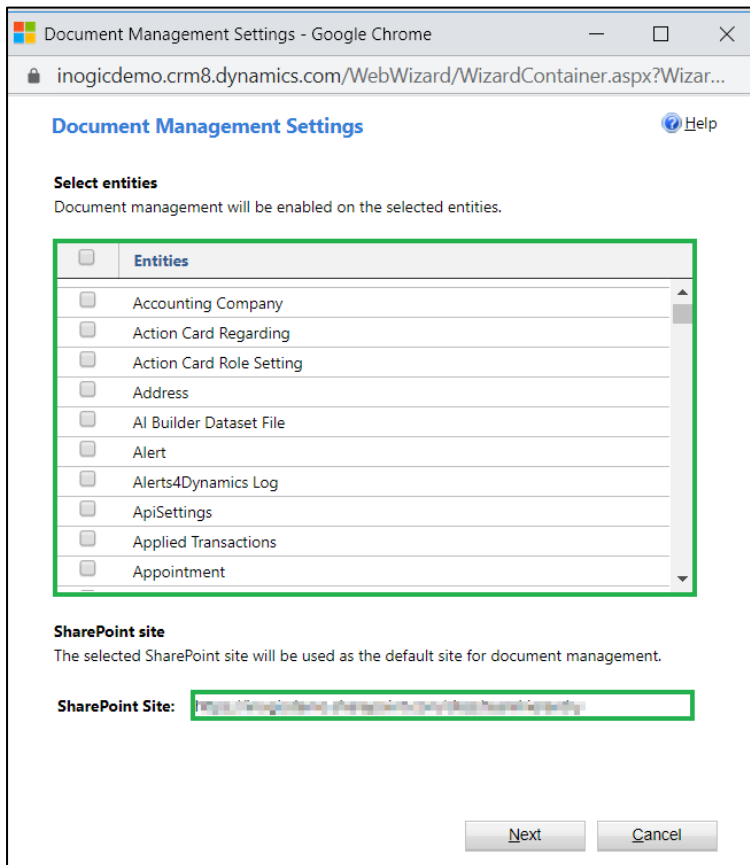 Document Management Settings - Google Chrome
inogicdemo.crm8.dynamics.com/WebWizard/WizardContainer.aspx?Wizar...
Document Management Settings
Help
Select entities
Document management will be enabled on the selected entities.
Entities
Accounting Company
Action Card Regarding
Action Card Role Setting
Address
AI Builder Dataset File
Alert
Alerts4Dynamics Log
ApiSettings
Applied Transactions
Appointment
SharePoint site
The selected SharePoint site will be used as the default site for document management.
SharePoint Site:
Next
Cancel